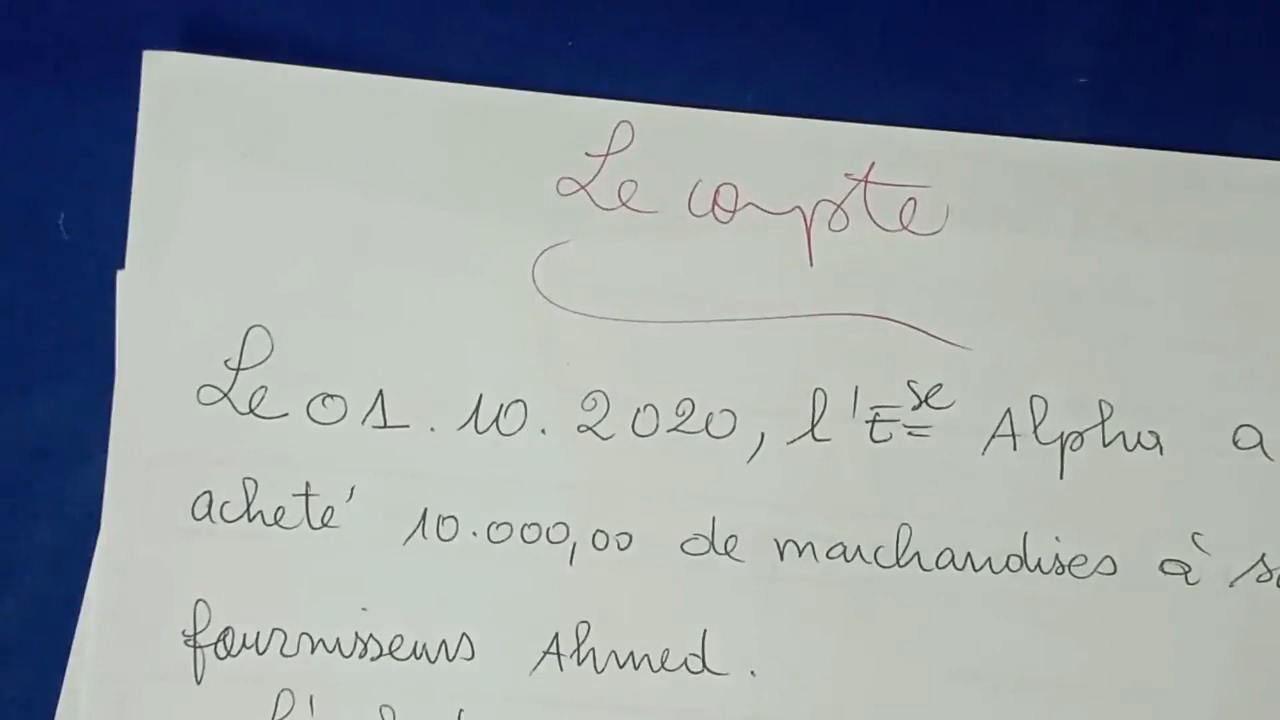 Le compte
Le 01.10.2020, l'Ese Alpha a
acheté 10.000,00 de marchandises à
fournisseurs Ahmed.